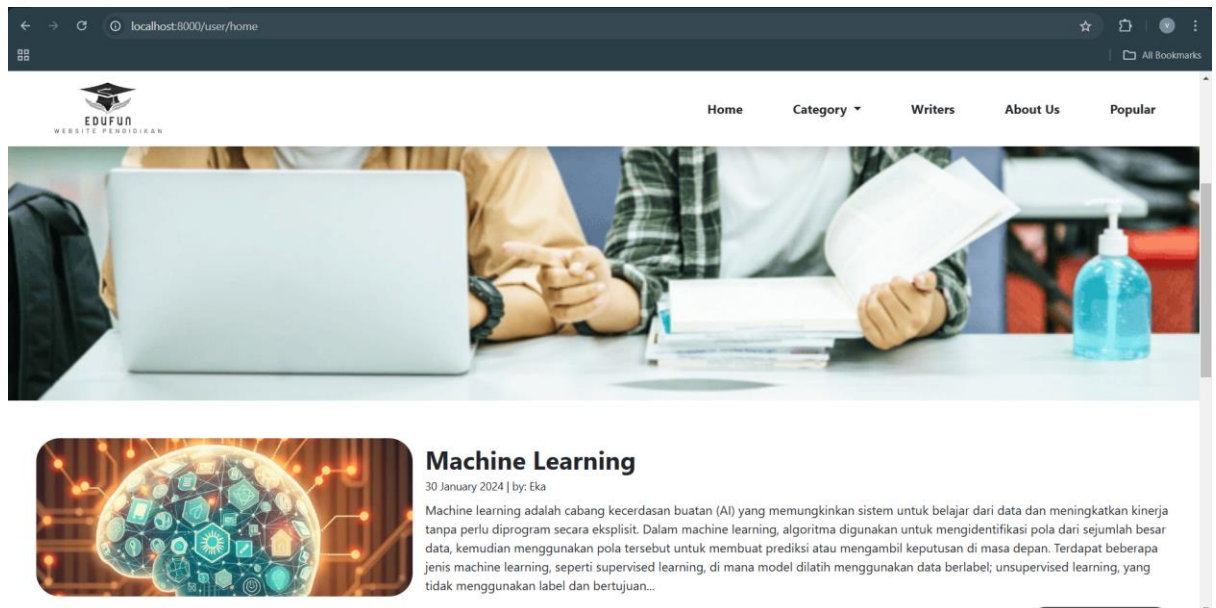 localhost:8000/user/home
V
All Bookmarks
EDUFUN
WEBSITE PENDIDIKAN
Home Category Writers About Us Popular
Machine Learning
30 January 2024 | by: Eka
Machine learning adalah cabang kecerdasan buatan (AI) yang memungkinkan sistem untuk belajar dari data dan meningkatkan kinerja
tanpa perlu diprogram secara eksplisit. Dalam machine learning, algoritma digunakan untuk mengidentifikasi pola dari sejumlah besar
data, kemudian menggunakan pola tersebut untuk membuat prediksi atau mengambil keputusan di masa depan. Terdapat beberapa
jenis machine learning, seperti supervised learning, di mana model dilatih menggunakan data berlabel; unsupervised learning, yang
tidak menggunakan label dan bertujuan...